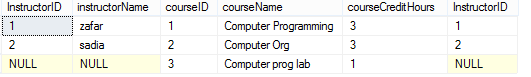 InstructorID instructorName courseID courseName courseCreditHours InstructorID
1 zafar 1 Computer Programming 3 1
2 sadia 2 Computer Org 3 2
NULL NULL 3 Computer prog lab 1 NULL